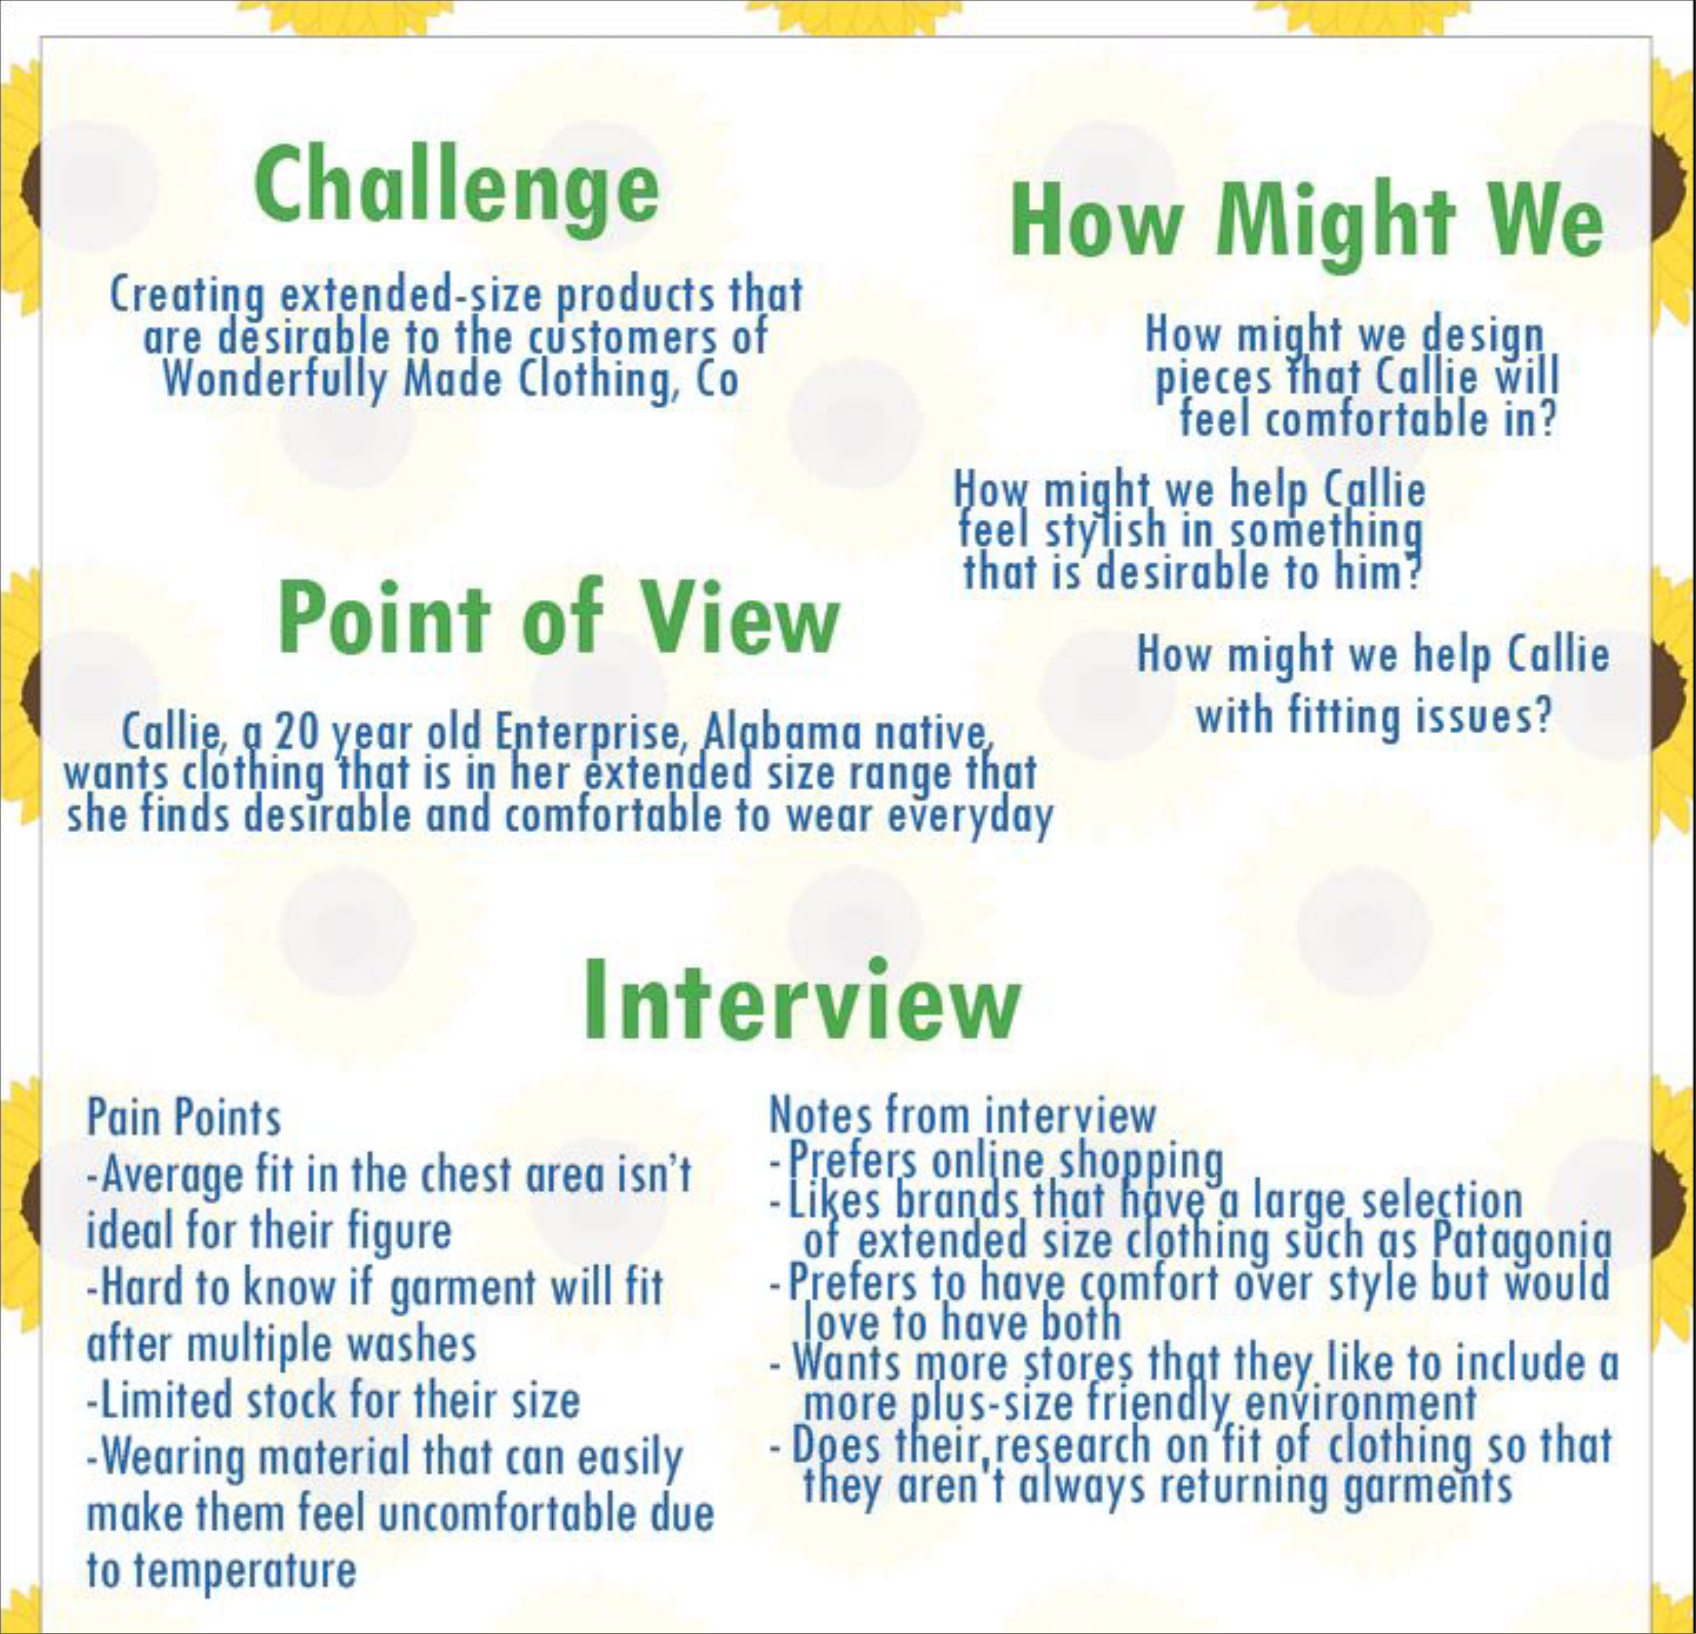 Challenge
Creating extended-size products that
are desirable to the customers of
Wonderfully Made Clothing, Co
Point of View
Callie, a 20 year old Enterprise, Alabama native,
wants clothing that is in her extended size range that
she finds desirable and comfortable to wear everyday
How Might We
How might we design
pieces that Callie will
feel comfortable in?
How might we help Callie
feel stylish in something
that is desirable to him?
How might we help Callie
with fitting issues?
Interview
Pain Points
-Average fit in the chest area isn't
ideal for their figure
-Hard to know if garment will fit
after multiple washes
-Limited stock for their size
-Wearing material that can easily
make them feel uncomfortable due
to temperature
Notes from interview
- Prefers online shopping
- Likes brands that have a large selection
of extended size clothing such as Patagonia
- Prefers to have comfort over style but would
love to have both
- Wants more stores that they like to include a
more plus-size friendly environment
- Does their research on fit of clothing so that
they aren't always returning garments